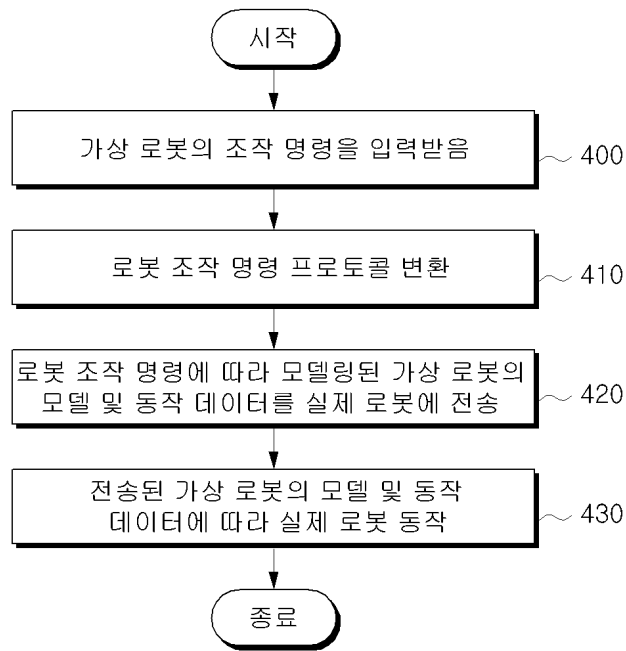 시작
가상 로봇의 조작 명령을 입력받음
400
로봇 조작 명령 프로토콜 변환
410
로봇 조작 명령에 따라 모델링된 가상 로봇의
모델 및 동작 데이터를 실제 로봇에 전송
420
전송된 가상 로봇의 모델 및 동작
데이터에 따라 실제 로봇 동작
430
종료